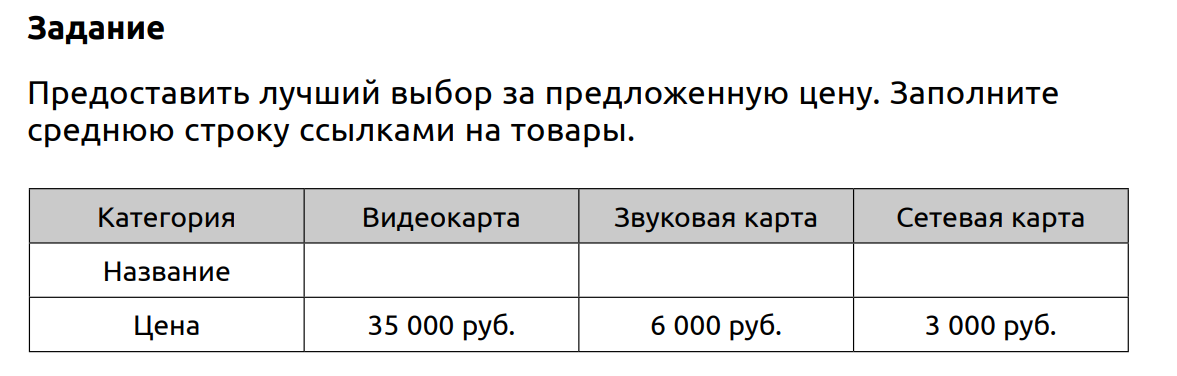 Задание
Предоставить лучший выбор за предложенную цену. Заполните
среднюю строку ссылками на товары.
Категория Видеокарта Звуковая карта Сетевая карта
Название
Цена 35 000 руб. 6 000 руб. 3 000 руб.